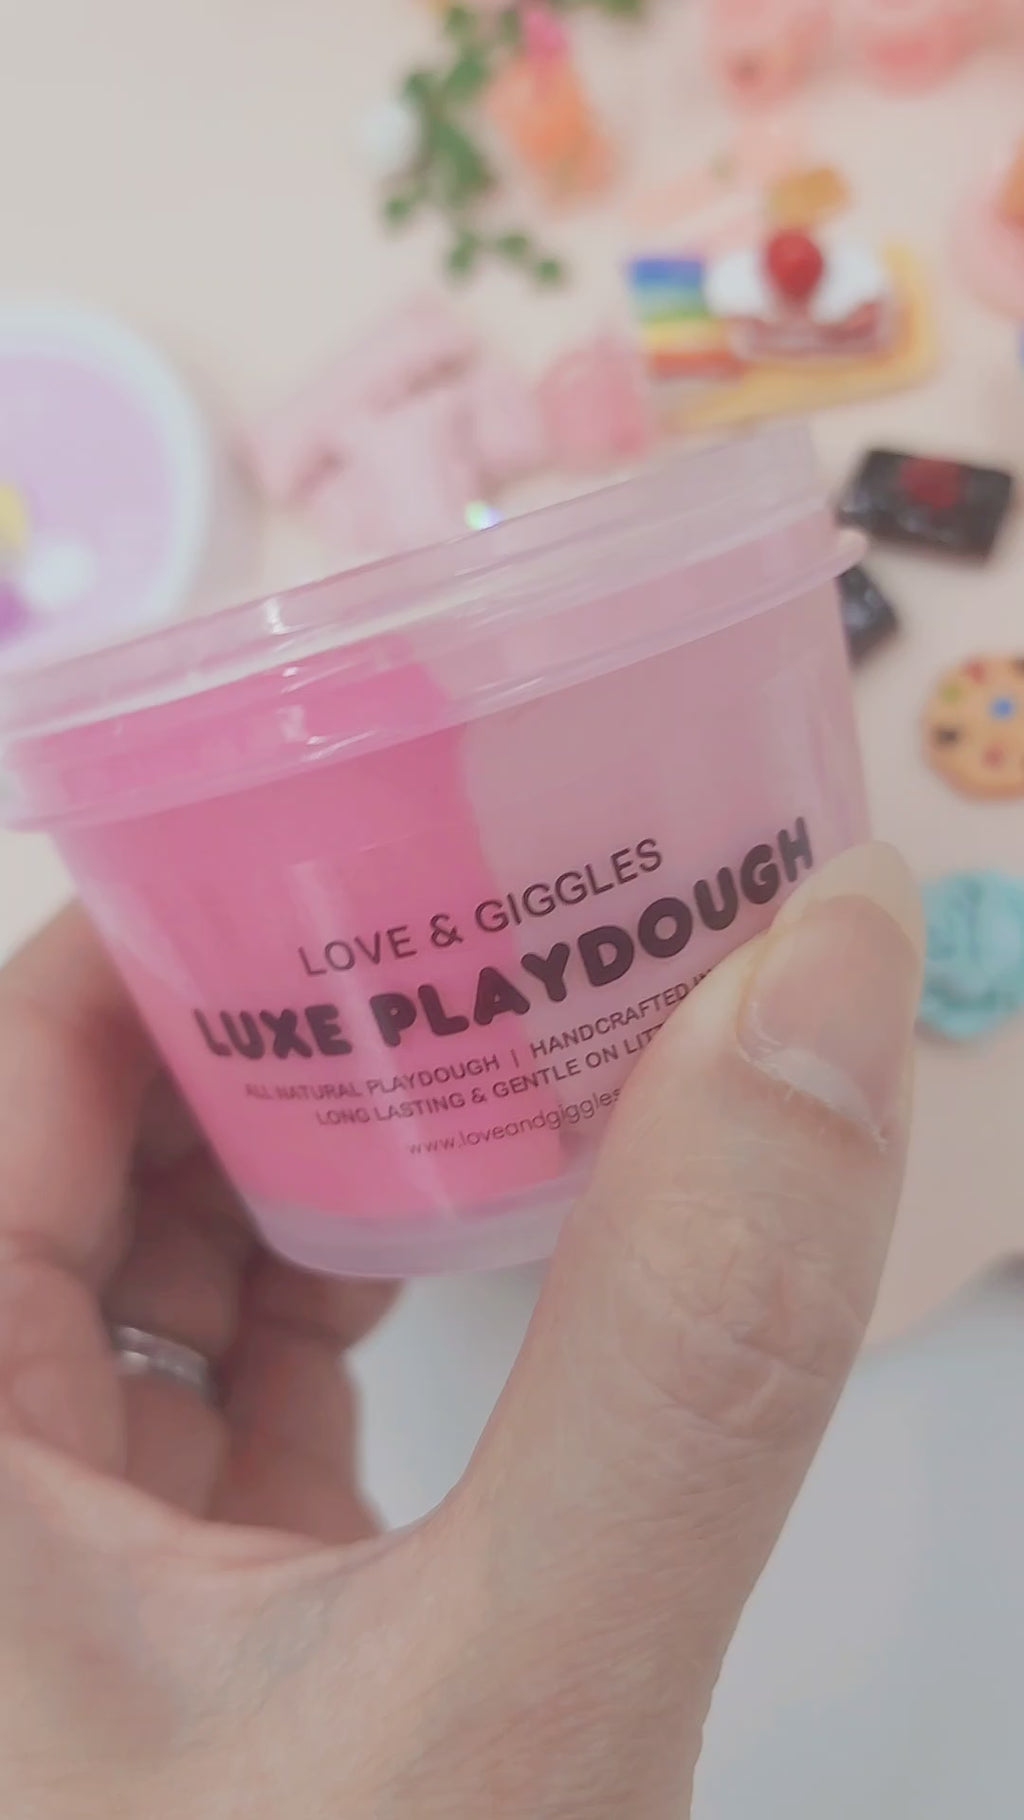 LOVE & GIGGLES
LUXE PLAYDOUGH
ALL NATURAL PLAYDOUGH | HANDCRAFTED
LONG LASTING & GENTLE ON
www.loveandgiggles